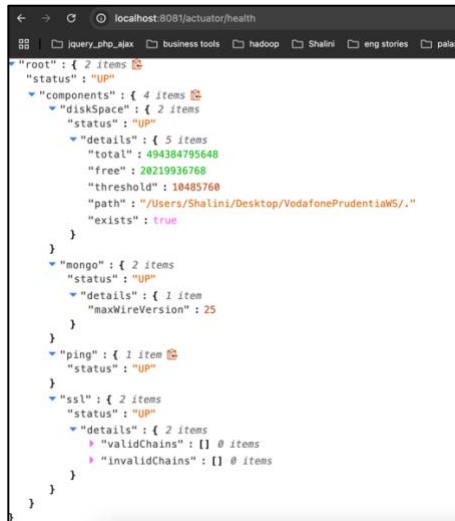 localhost:8081/actuator/health
jquery_php_ajax business tools hadoop Shalini eng stories palas
"root" : { 2 items
"status" : "UP"
"components" : { 4 items
"diskSpace" : { 2 items
"status" : "UP"
"details" : { 5 items
"total" : 494384795648
"free" : 20219936768
"threshold" : 10485760
"path" : "/Users/Shalini/Desktop/VodafonePrudentiaWS/."
"exists" : true
}
}
"mongo" : { 2 items
"status" : "UP"
"details" : { 1 item
"maxWireVersion" : 25
}
}
"ping" : { 1 item
"status" : "UP"
}
"ssl" : { 2 items
"status" : "UP"
"details" : { 2 items
"validChains" : [] 0 items
"invalidChains" : [] 0 items
}
}
}
}